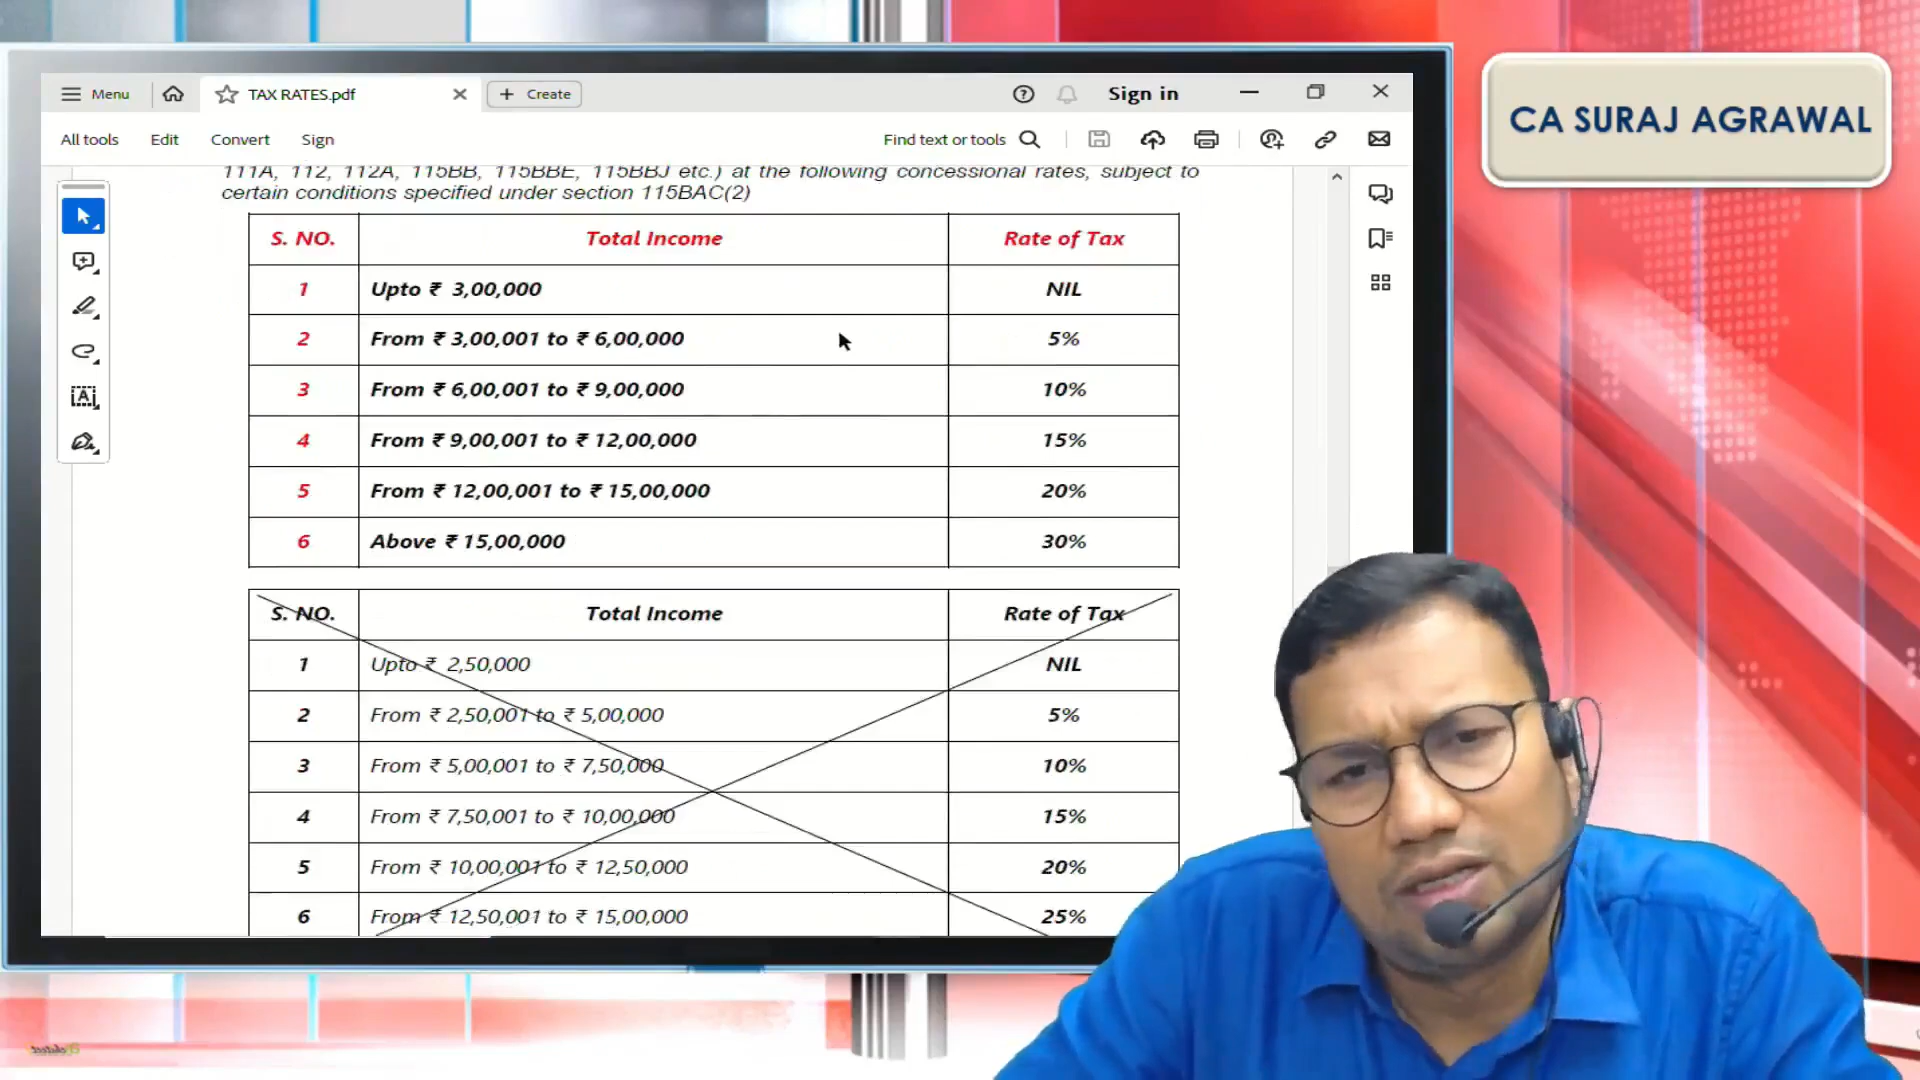 CA SURAJ AGRAWAL
Menu
TAX RATES.pdf
Create
Sign in
All tools
Edit
Convert
Sign
Find text or tools
111A, 112, 112A, 115BB, 115BBE, 115BBJ etc.) at the following concessional rates, subject to
certain conditions specified under section 115BAC(2)
S. NO. Total Income Rate of Tax
1 Upto ₹ 3,00,000 NIL
2 From ₹ 3,00,001 to ₹ 6,00,000 5%
3 From ₹ 6,00,001 to ₹ 9,00,000 10%
4 From ₹ 9,00,001 to ₹ 12,00,000 15%
5 From ₹ 12,00,001 to ₹ 15,00,000 20%
6 Above ₹ 15,00,000 30%
S. NO. Total Income Rate of Tax
1 Upto ₹ 2,50,000 NIL
2 From ₹ 2,50,001 to ₹ 5,00,000 5%
3 From ₹ 5,00,001 to ₹ 7,50,000 10%
4 From ₹ 7,50,001 to ₹ 10,00,000 15%
5 From ₹ 10,00,001 to ₹ 12,50,000 20%
6 From ₹ 12,50,001 to ₹ 15,00,000 25%